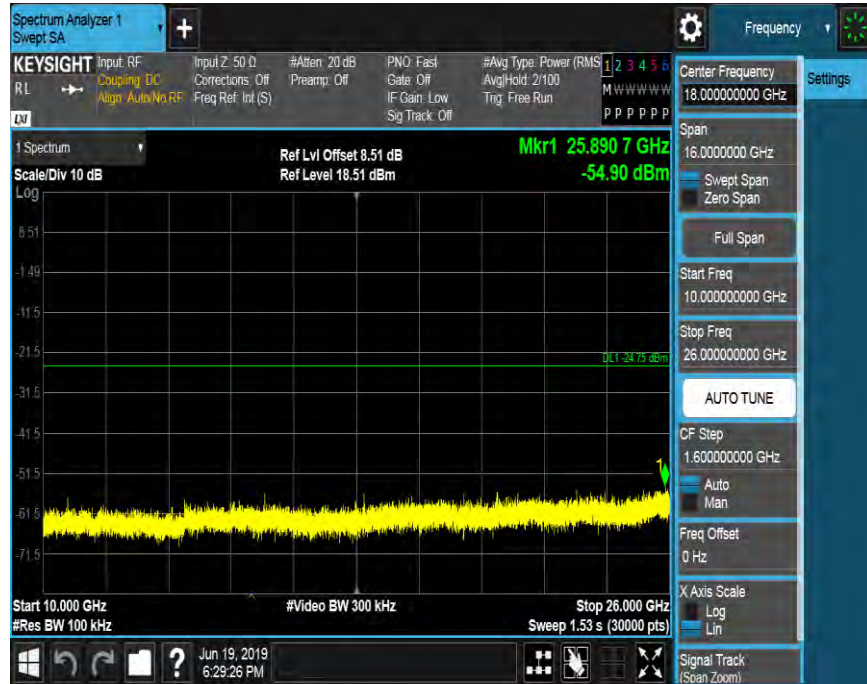 Spectrum Analyzer 1
Swept SA
+
Frequency
KEYSIGHT
RL
LXI
Input: RF
Coupling: DC
Align: Auto/No RF
Input Z: 50 Ω
Corrections: Off
Freq Ref: Int (S)
#Atten: 20 dB
Preamp: Off
PNO: Fast
Gate: Off
IF Gain: Low
Sig Track: Off
#Avg Type: Power (RMS
Avg|Hold: 2/100
Trig: Free Run
1 2 3 4 5 6
M W W W W W
P P P P P P
1 Spectrum
Scale/Div 10 dB
Log
Ref Lvl Offset 8.51 dB
Ref Level 18.51 dBm
Mkr1 25.890 7 GHz
-54.90 dBm
8.51
-1.49
-11.5
-21.5
DL1 -24.75 dBm
-31.5
-41.5
-51.5
1
-61.5
-71.5
Start 10.000 GHz
#Res BW 100 kHz
#Video BW 300 kHz
Stop 26.000 GHz
Sweep 1.53 s (30000 pts)
Center Frequency
18.000000000 GHz
Span
16.0000000 GHz
Swept Span
Zero Span
Full Span
Start Freq
10.000000000 GHz
Stop Freq
26.000000000 GHz
AUTO TUNE
CF Step
1.600000000 GHz
Auto
Man
Freq Offset
0 Hz
X Axis Scale
Log
Lin
Signal Track
(Span Zoom)
Settings
?
Jun 19, 2019
6:29:26 PM